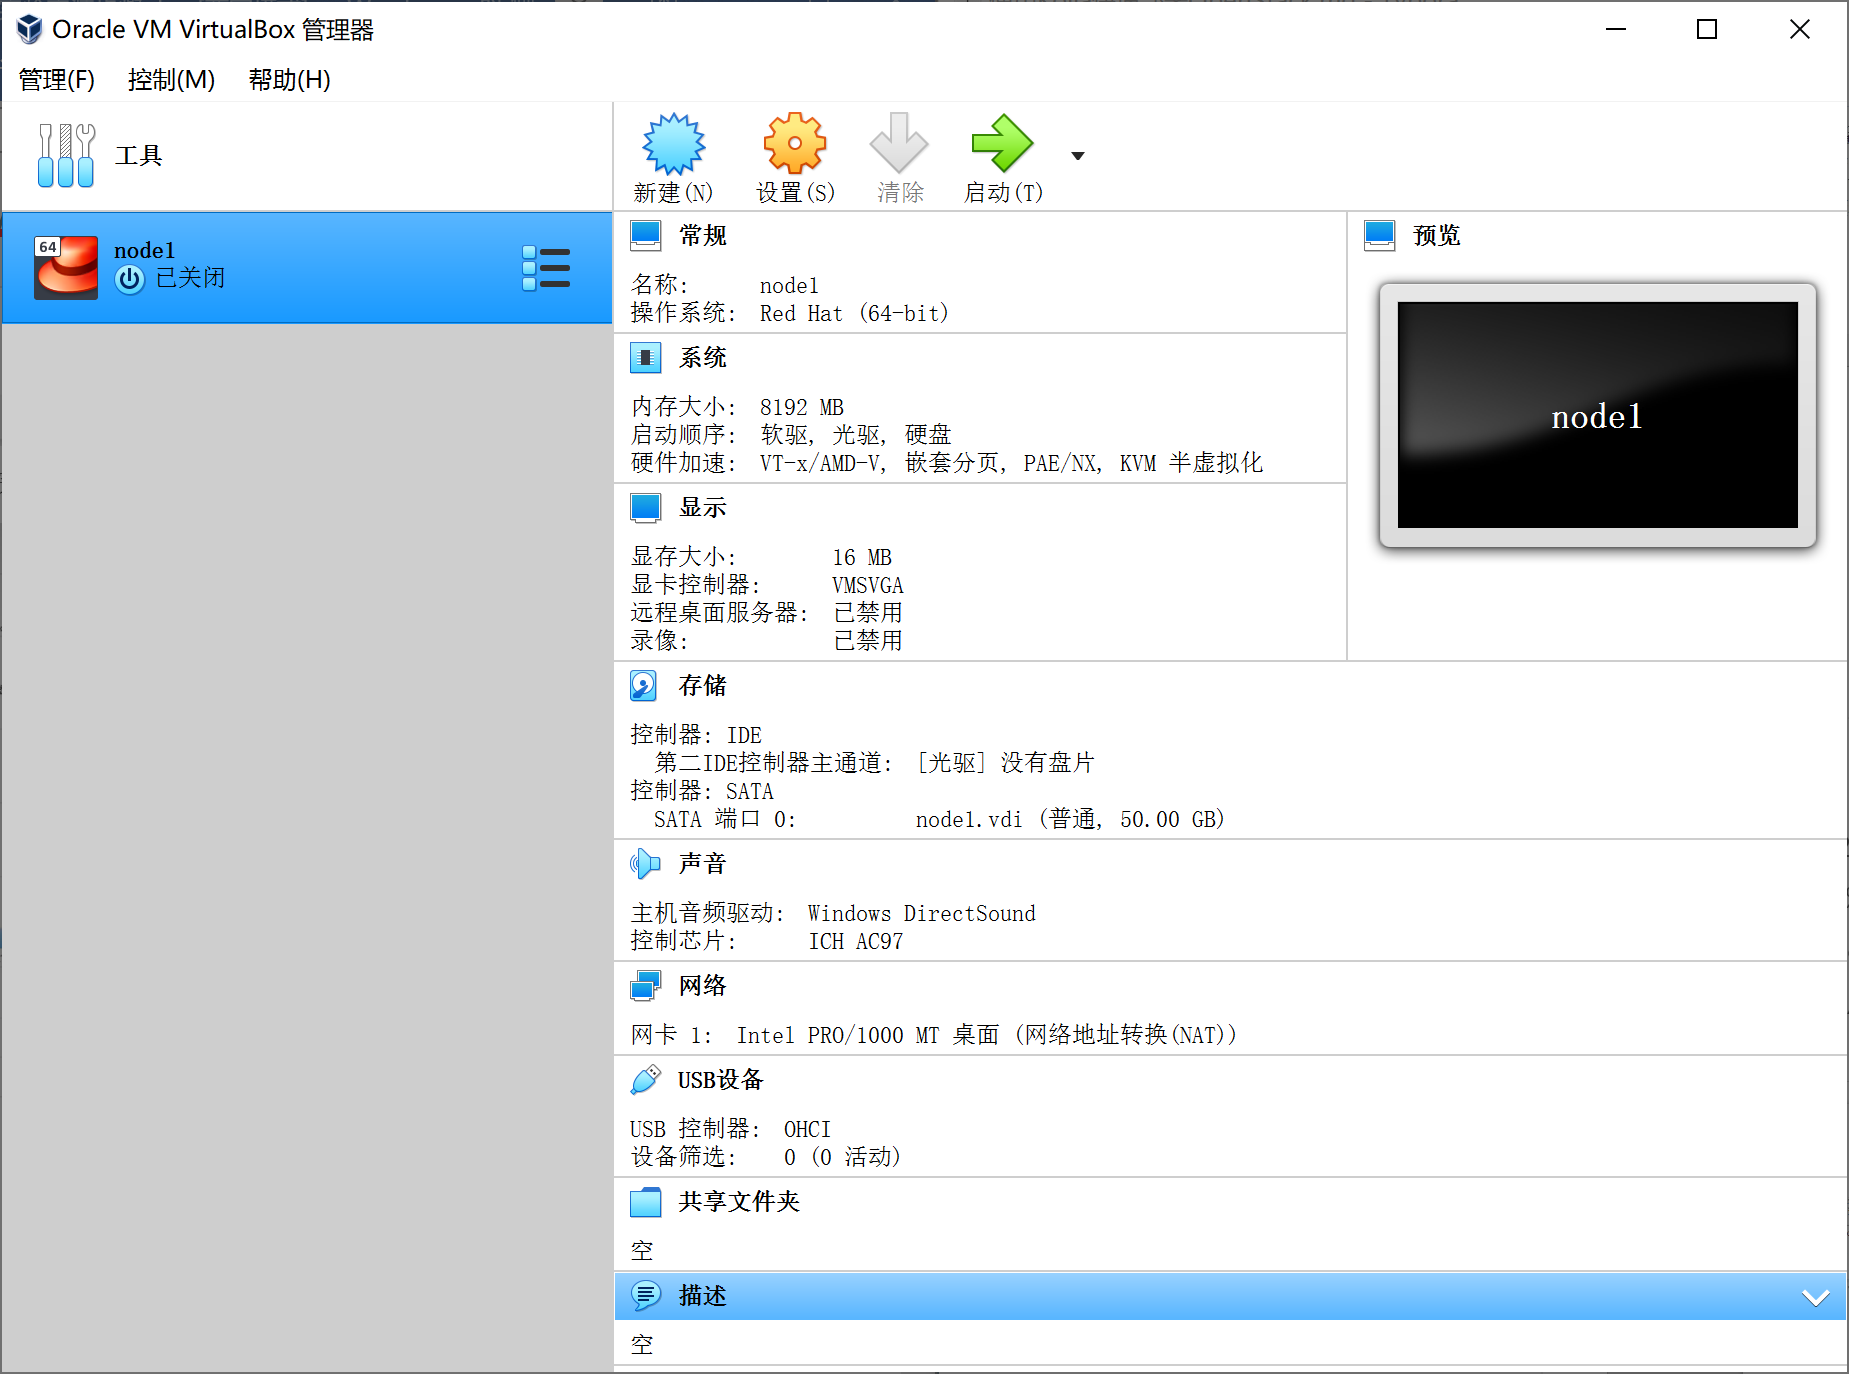 Oracle VM VirtualBox 管理器
管理(F) 控制(M) 帮助(H)
工具
新建(N) 设置(S) 清除 启动(T)
64
node1
已关闭
常规
名称: node1
操作系统: Red Hat (64-bit)
预览
node1
系统
内存大小: 8192 MB
启动顺序: 软驱, 光驱, 硬盘
硬件加速: VT-x/AMD-V, 嵌套分页, PAE/NX, KVM 半虚拟化
显示
显存大小: 16 MB
显卡控制器: VMSVGA
远程桌面服务器: 已禁用
录像: 已禁用
存储
控制器: IDE
第二IDE控制器主通道: [光驱] 没有盘片
控制器: SATA
SATA 端口 0: node1.vdi (普通, 50.00 GB)
声音
主机音频驱动: Windows DirectSound
控制芯片: ICH AC97
网络
网卡 1: Intel PRO/1000 MT 桌面 (网络地址转换(NAT))
USB设备
USB 控制器: OHCI
设备筛选: 0 (0 活动)
共享文件夹
空
描述
空